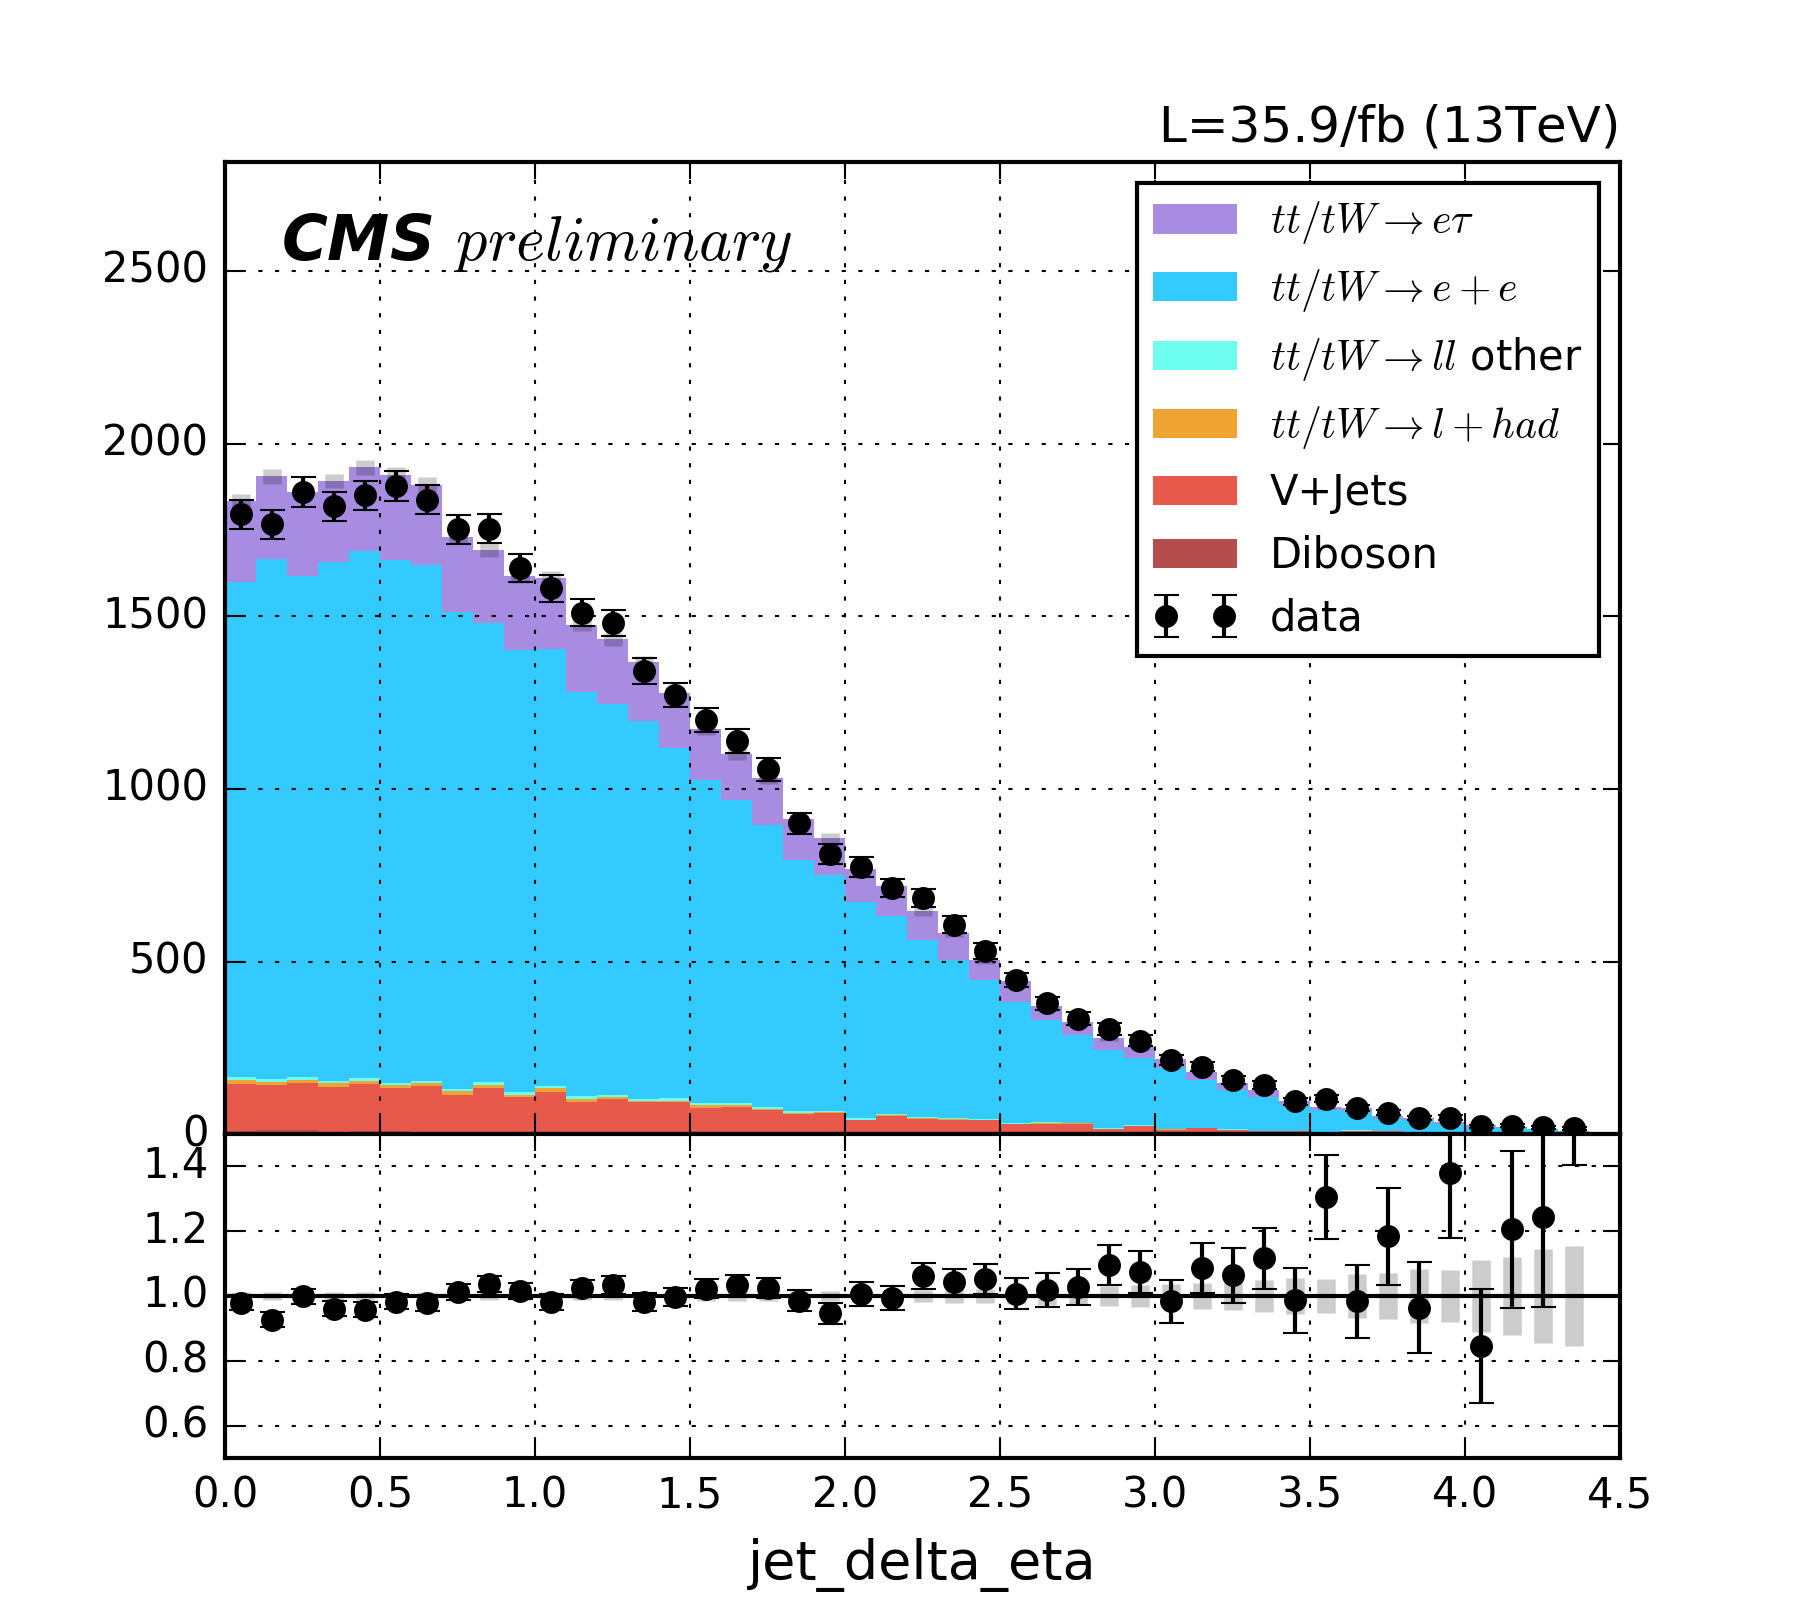 L=35.9/fb (13TeV)
CMS preliminary
tt/tW→eτ
tt/tW→e+e
tt/tW→ll other
tt/tW→l+had
V+Jets
Diboson
data
2500
2000
1500
1000
500
0
1.4
1.2
1.0
0.8
0.6
0.0 0.5 1.0 1.5 2.0 2.5 3.0 3.5 4.0 4.5
jet_delta_eta